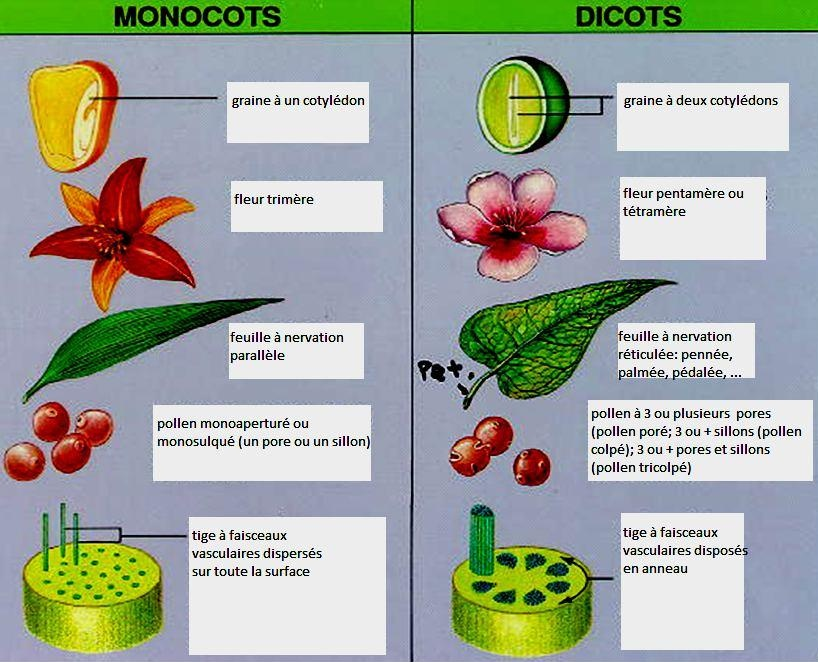 MONOCOTS
DICOTS
graine à un cotylédon
graine à deux cotylédons
fleur trimère
fleur pentamère ou
tétramère
feuille à nervation
parallèle
feuille à nervation
réticulée: pennée,
palmée, pédalée, ...
Pet.
pollen monoaperturé ou
monosulqué (un pore ou un sillon)
pollen à 3 ou plusieurs pores
(pollen poré; 3 ou + sillons (pollen
colpé); 3 ou + pores et sillons
(pollen tricolpé)
tige à faisceaux
vasculaires dispersés
sur toute la surface
tige à faisceaux
vasculaires disposés
en anneau